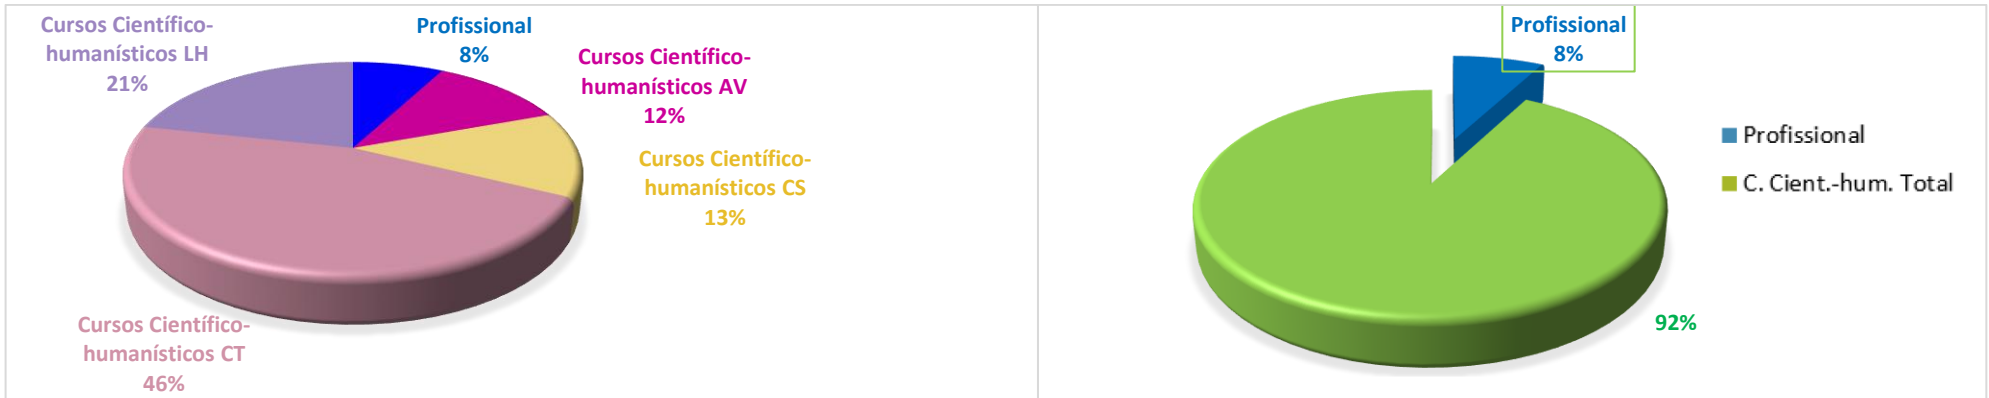 Cursos Científico-
humanísticos LH
21%
Profissional
8%
Cursos Científico-
humanísticos AV
12%
Cursos Científico-
humanísticos CS
13%
Cursos Científico-
humanísticos CT
46%
Profissional
8%
Profissional
C. Cient.-hum. Total
92%